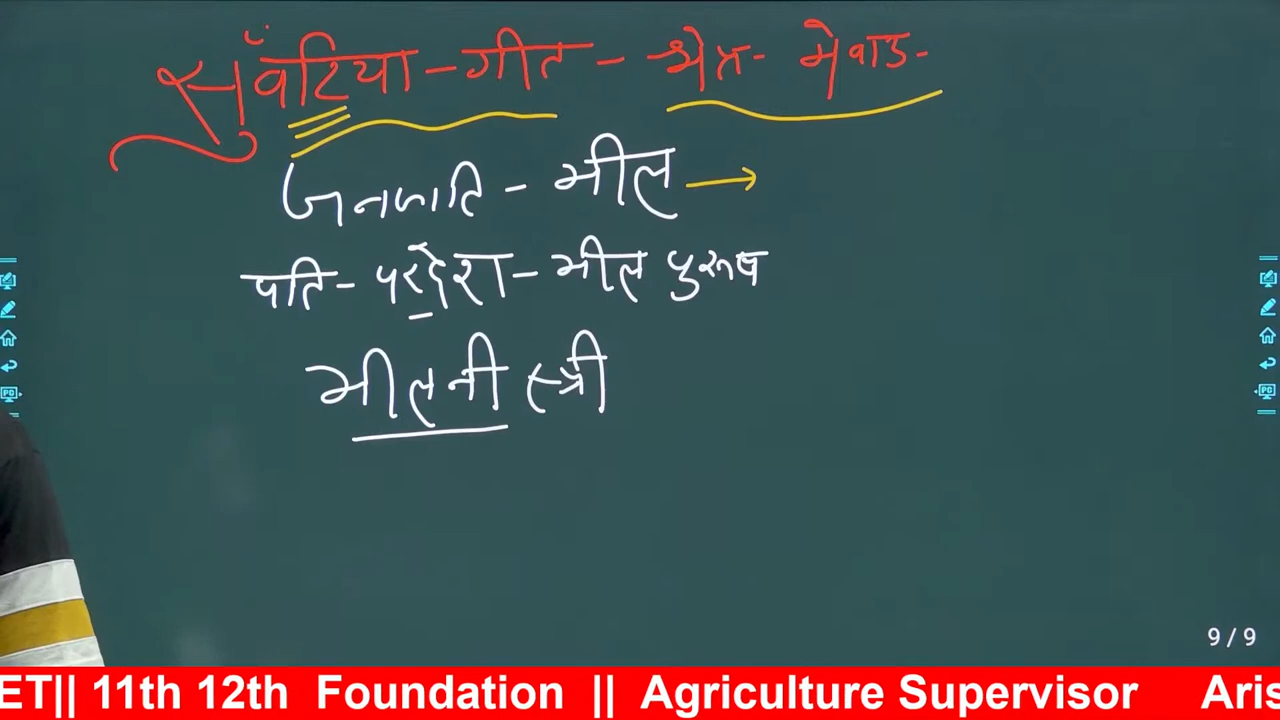 सुंवटिया - गीत - क्षेत्र - मेवाड -
जनजाति - भील →
पति - परदेश - भील पुरुष
भीलनी स्त्री
9 / 9
ET|| 11th 12th Foundation || Agriculture Supervisor Aris